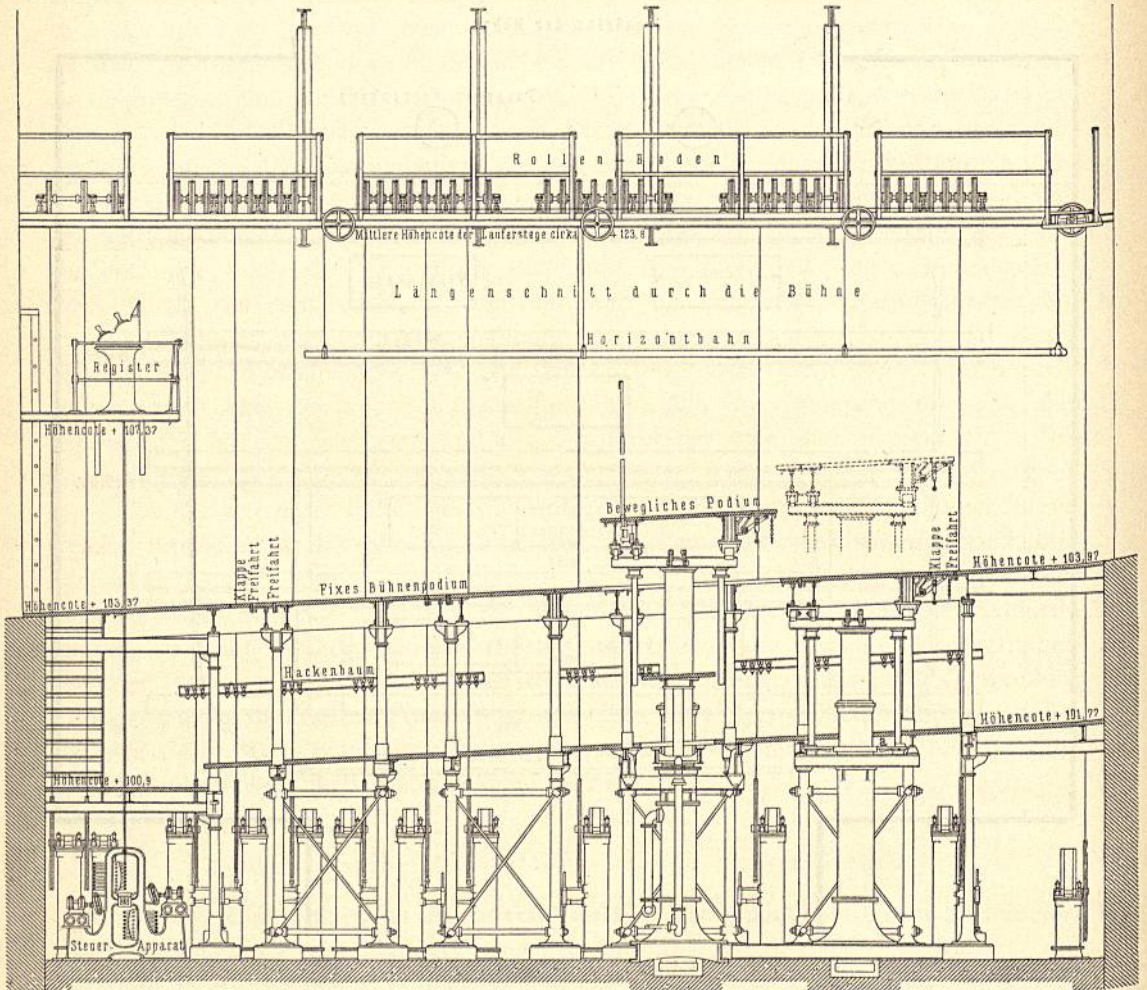 Rollen-Boden
Mittlere Höhencote der Lauferstege cirka + 123,8
Längenschnitt durch die Bühne
Horizontbahn
Register
Höhencote + 107,37
Bewegliches Podium
Klappe
Freifahrt
Freifahrt
Klappe
Freifahrt
Höhencote + 103,97
Fixes Bühnenpodium
Höhencote + 103,37
Hackenbaum
Höhencote + 101,77
Höhencote + 100,9
Steuer Apparat